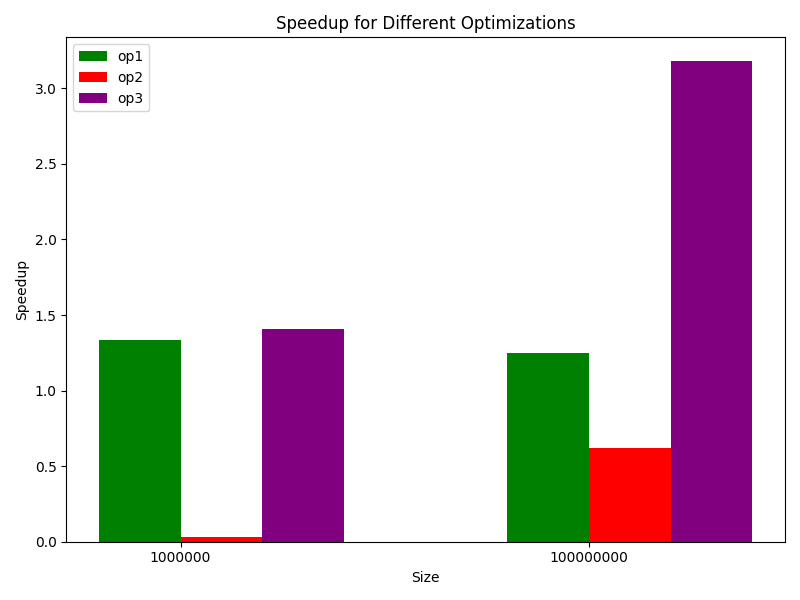 Speedup for Different Optimizations
op1
op2
op3
3.0
2.5
2.0
1.5
1.0
0.5
0.0
Speedup
1000000
100000000
Size